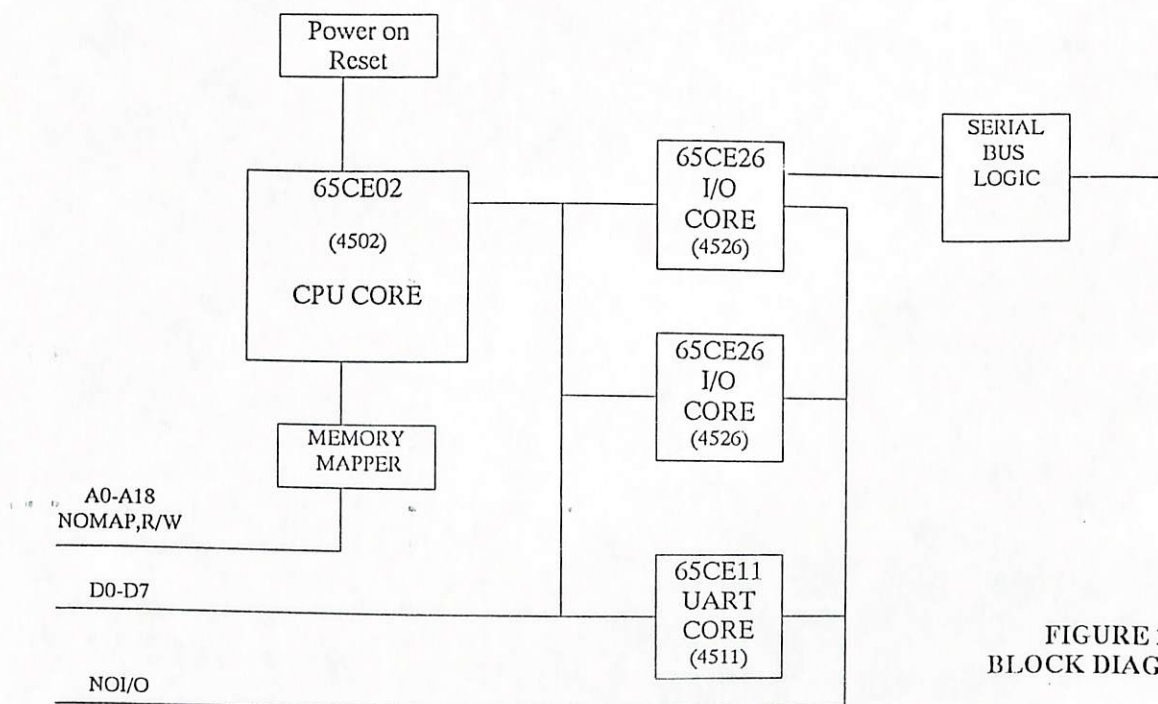 Power on
Reset
65CE02
(4502)
CPU CORE
65CE26
I/O
CORE
(4526)
SERIAL
BUS
LOGIC
65CE26
I/O
CORE
(4526)
MEMORY
MAPPER
A0-A18
NOMAP,R/W
D0-D7
65CE11
UART
CORE
(4511)
NOI/O
FIGURE
BLOCK